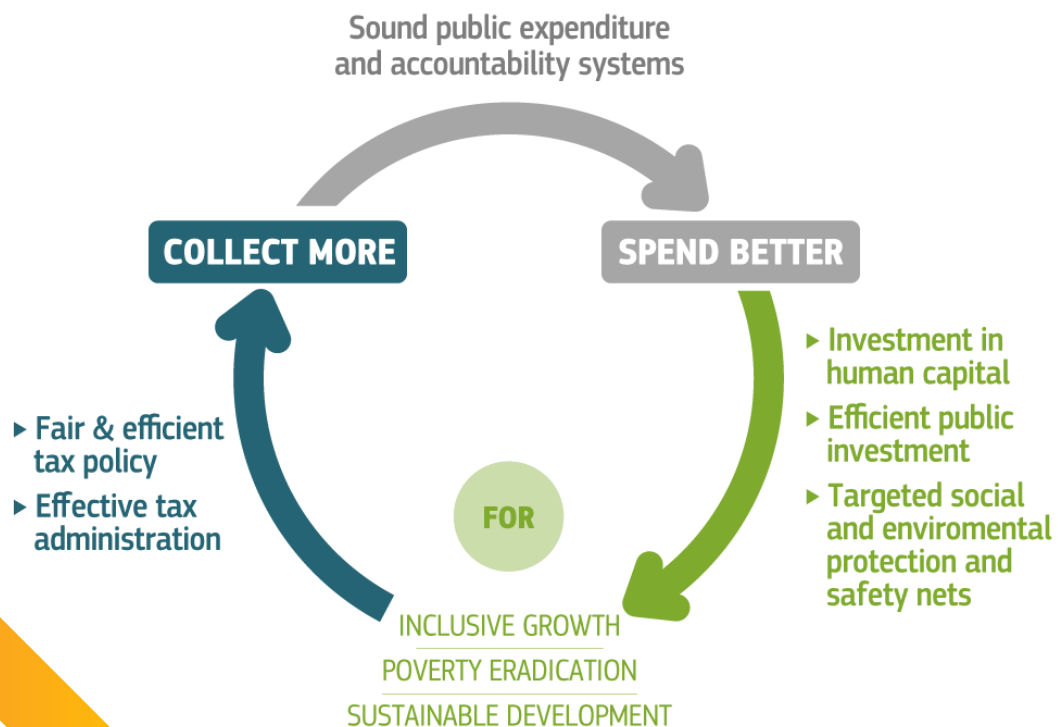 Sound public expenditure
and accountability systems
COLLECT MORE
SPEND BETTER
▸ Investment in
human capital
▸ Efficient public
investment
▸ Targeted social
and enviromental
protection and
safety nets
▸ Fair & efficient
tax policy
▸ Effective tax
administration
FOR
INCLUSIVE GROWTH
POVERTY ERADICATION
SUSTAINABLE DEVELOPMENT